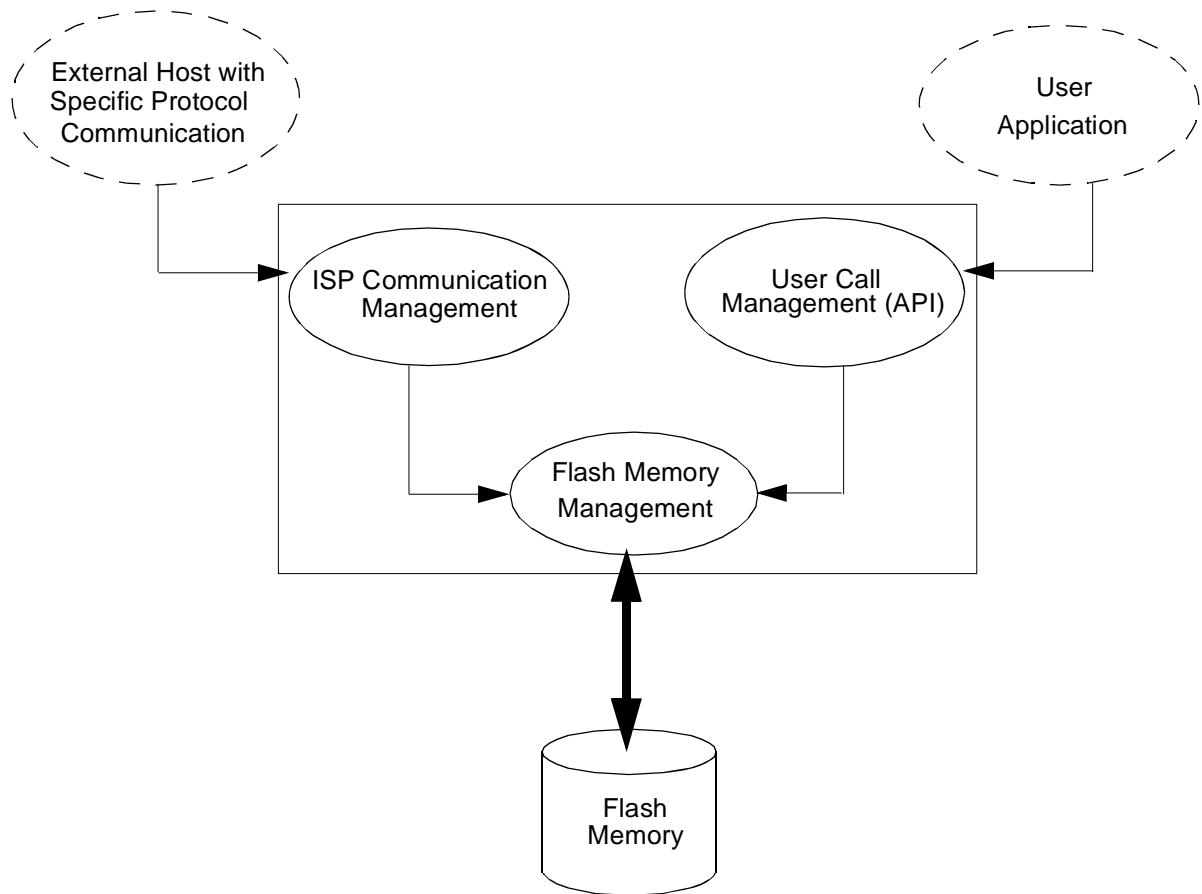 External Host with
Specific Protocol
Communication
User
Application
ISP Communication
Management
User Call
Management (API)
Flash Memory
Management
Flash
Memory